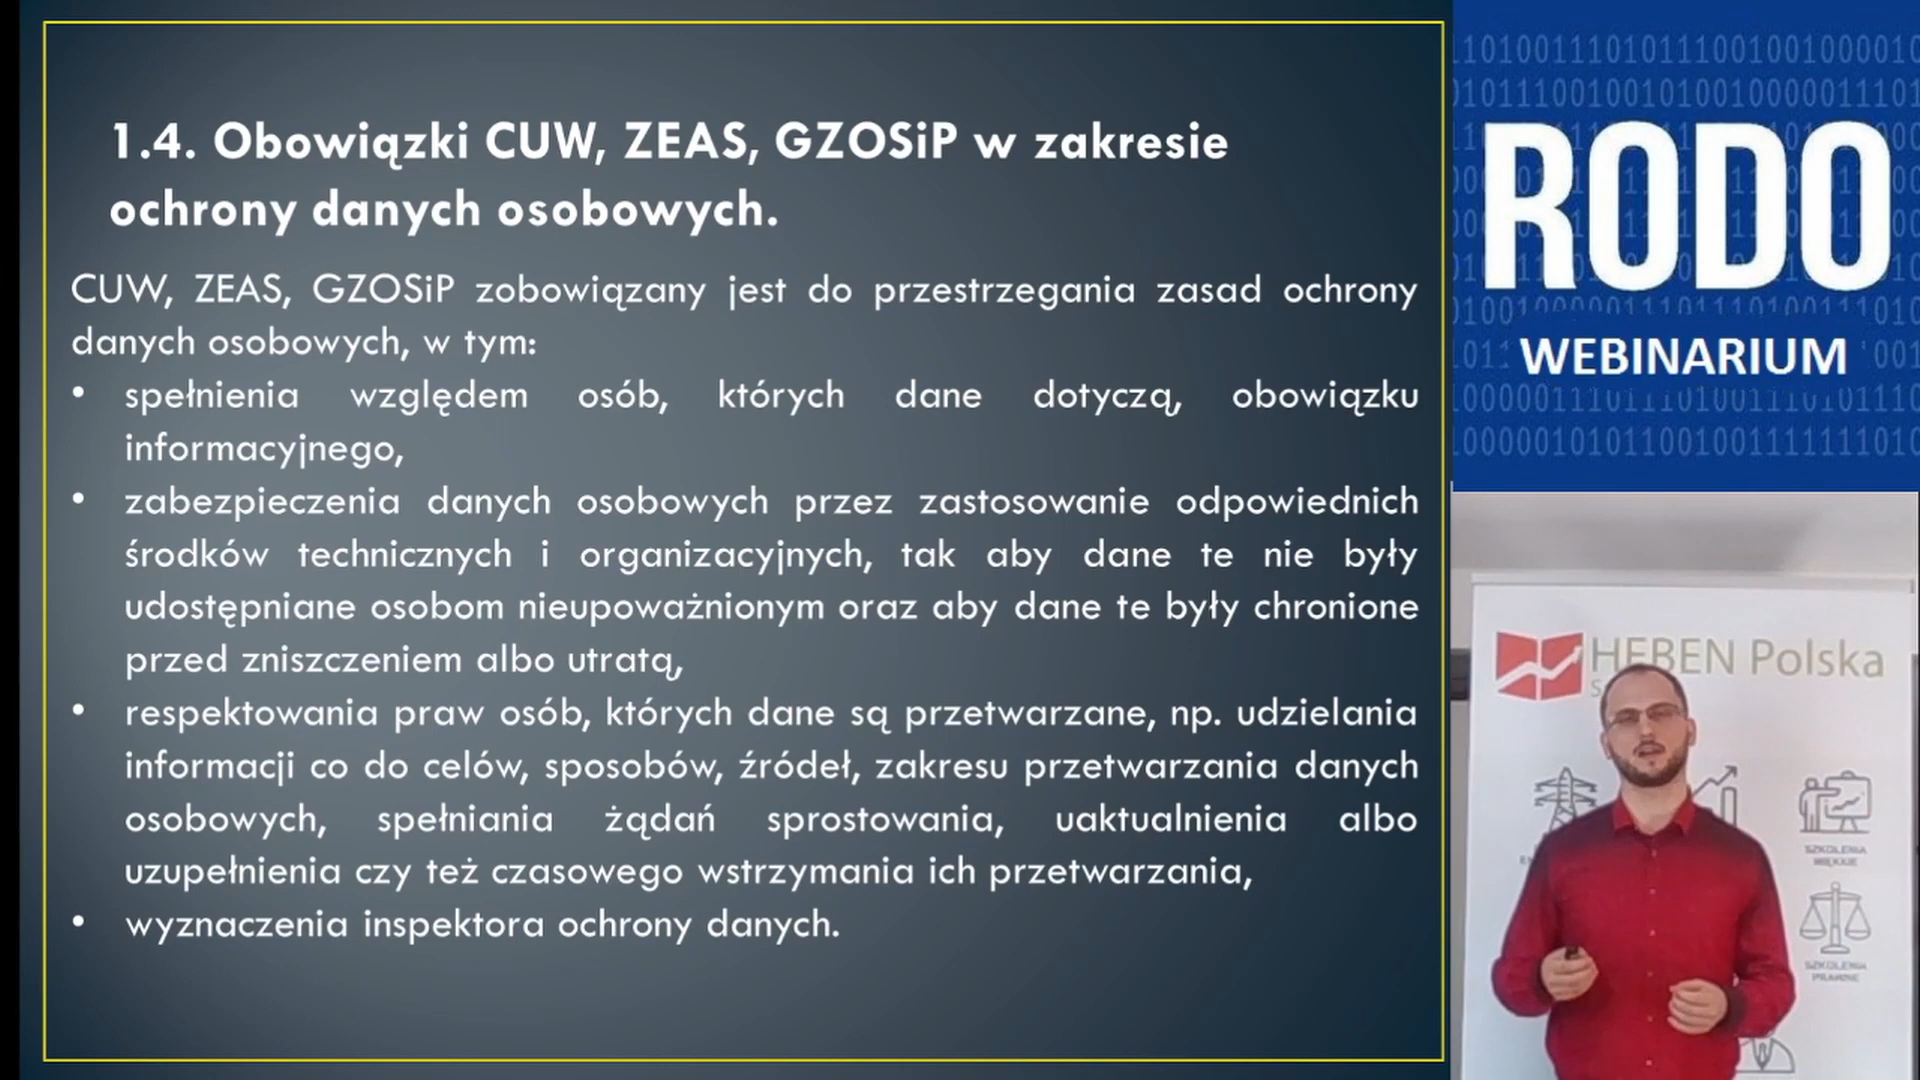 1.4. Obowiązki CUW, ZEAS, GZOSiP w zakresie
ochrony danych osobowych.
CUW, ZEAS, GZOSiP zobowiązany jest do przestrzegania zasad ochrony
danych osobowych, w tym:
• spełnienia względem osób, których dane dotyczą, obowiązku
informacyjnego,
• zabezpieczenia danych osobowych przez zastosowanie odpowiednich
środków technicznych i organizacyjnych, tak aby dane te nie były
udostępniane osobom nieupoważnionym oraz aby dane te były chronione
przed zniszczeniem albo utratą,
• respektowania praw osób, których dane są przetwarzane, np. udzielania
informacji co do celów, sposobów, źródeł, zakresu przetwarzania danych
osobowych, spełniania żądań sprostowania, uaktualnienia albo
uzupełnienia czy też czasowego wstrzymania ich przetwarzania,
• wyznaczenia inspektora ochrony danych.
RODO
WEBINARIUM
HEBEN Polska
SZKOLENIA
MIĘKKIE
SZKOLENIA
PRAWNE